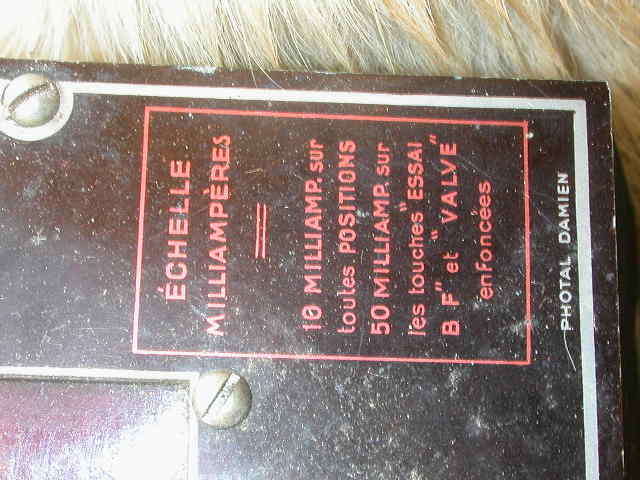 ÉCHELLE
MILLIAMPÈRES
10 MILLIAMP. sur
toutes POSITIONS
50 MILLIAMP. sur
les touches "ESSAI
B F" et "VALVE"
enfoncées
PHOTAL DAMIEN